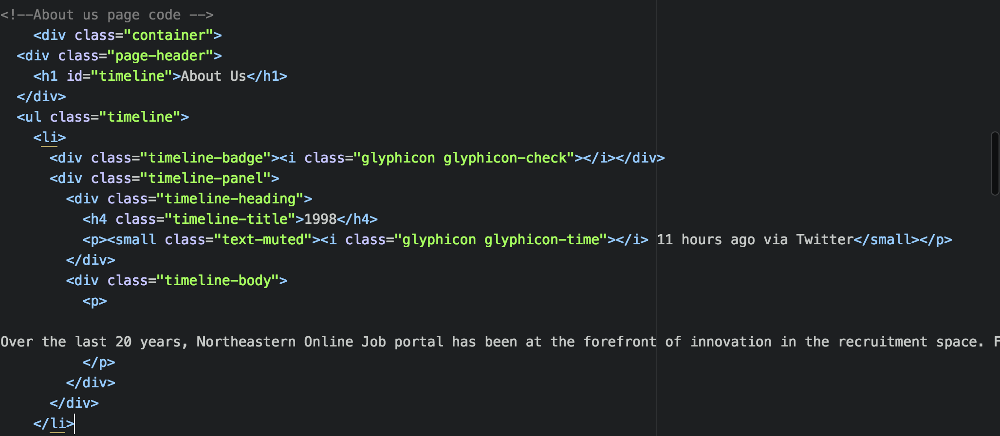 <!--About us page code -->
<div class="container">
<div class="page-header">
<h1 id="timeline">About Us</h1>
</div>
<ul class="timeline">
<li>
<div class="timeline-badge"><i class="glyphicon glyphicon-check"></i></div>
<div class="timeline-panel">
<div class="timeline-heading">
<h4 class="timeline-title">1998</h4>
<p><small class="text-muted"><i class="glyphicon glyphicon-time"></i> 11 hours ago via Twitter</small></p>
</div>
<div class="timeline-body">
<p>
Over the last 20 years, Northeastern Online Job portal has been at the forefront of innovation in the recruitment space.
</p>
</div>
</div>
</li>